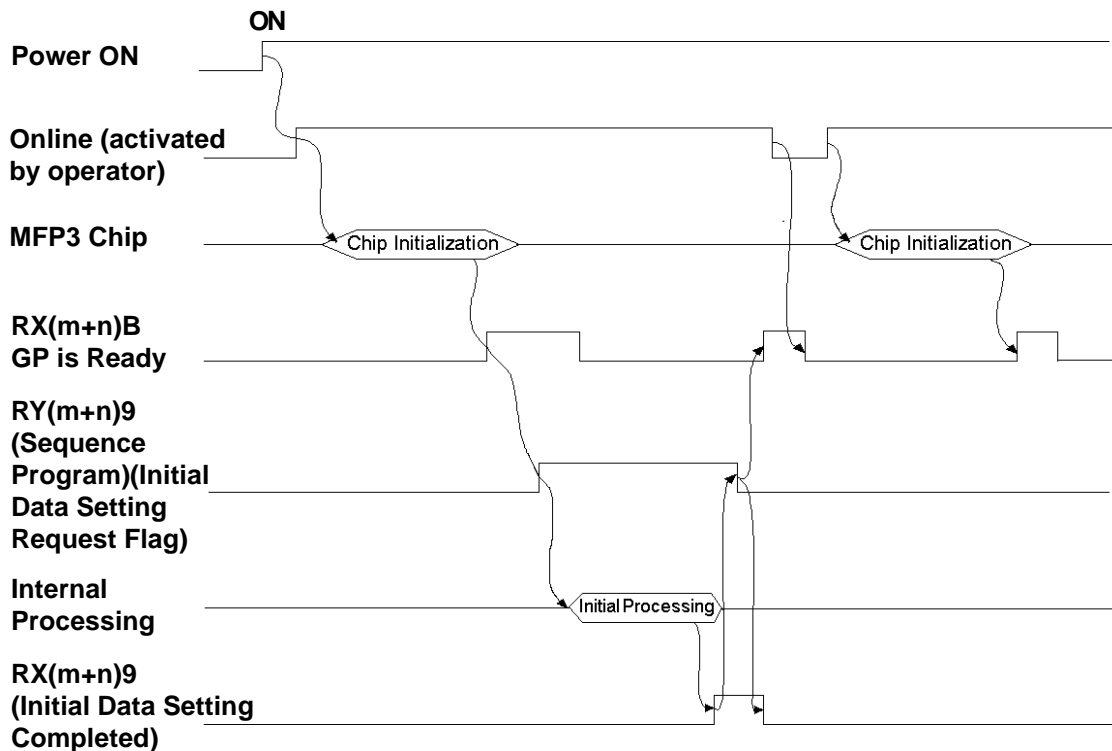 ON
Power ON
Online (activated
by operator)
MFP3 Chip
Chip Initialization
Chip Initialization
RX(m+n)B
GP is Ready
RY(m+n)9
(Sequence
Program)(Initial
Data Setting
Request Flag)
Internal
Processing
Initial Processing
RX(m+n)9
(Initial Data Setting
Completed)